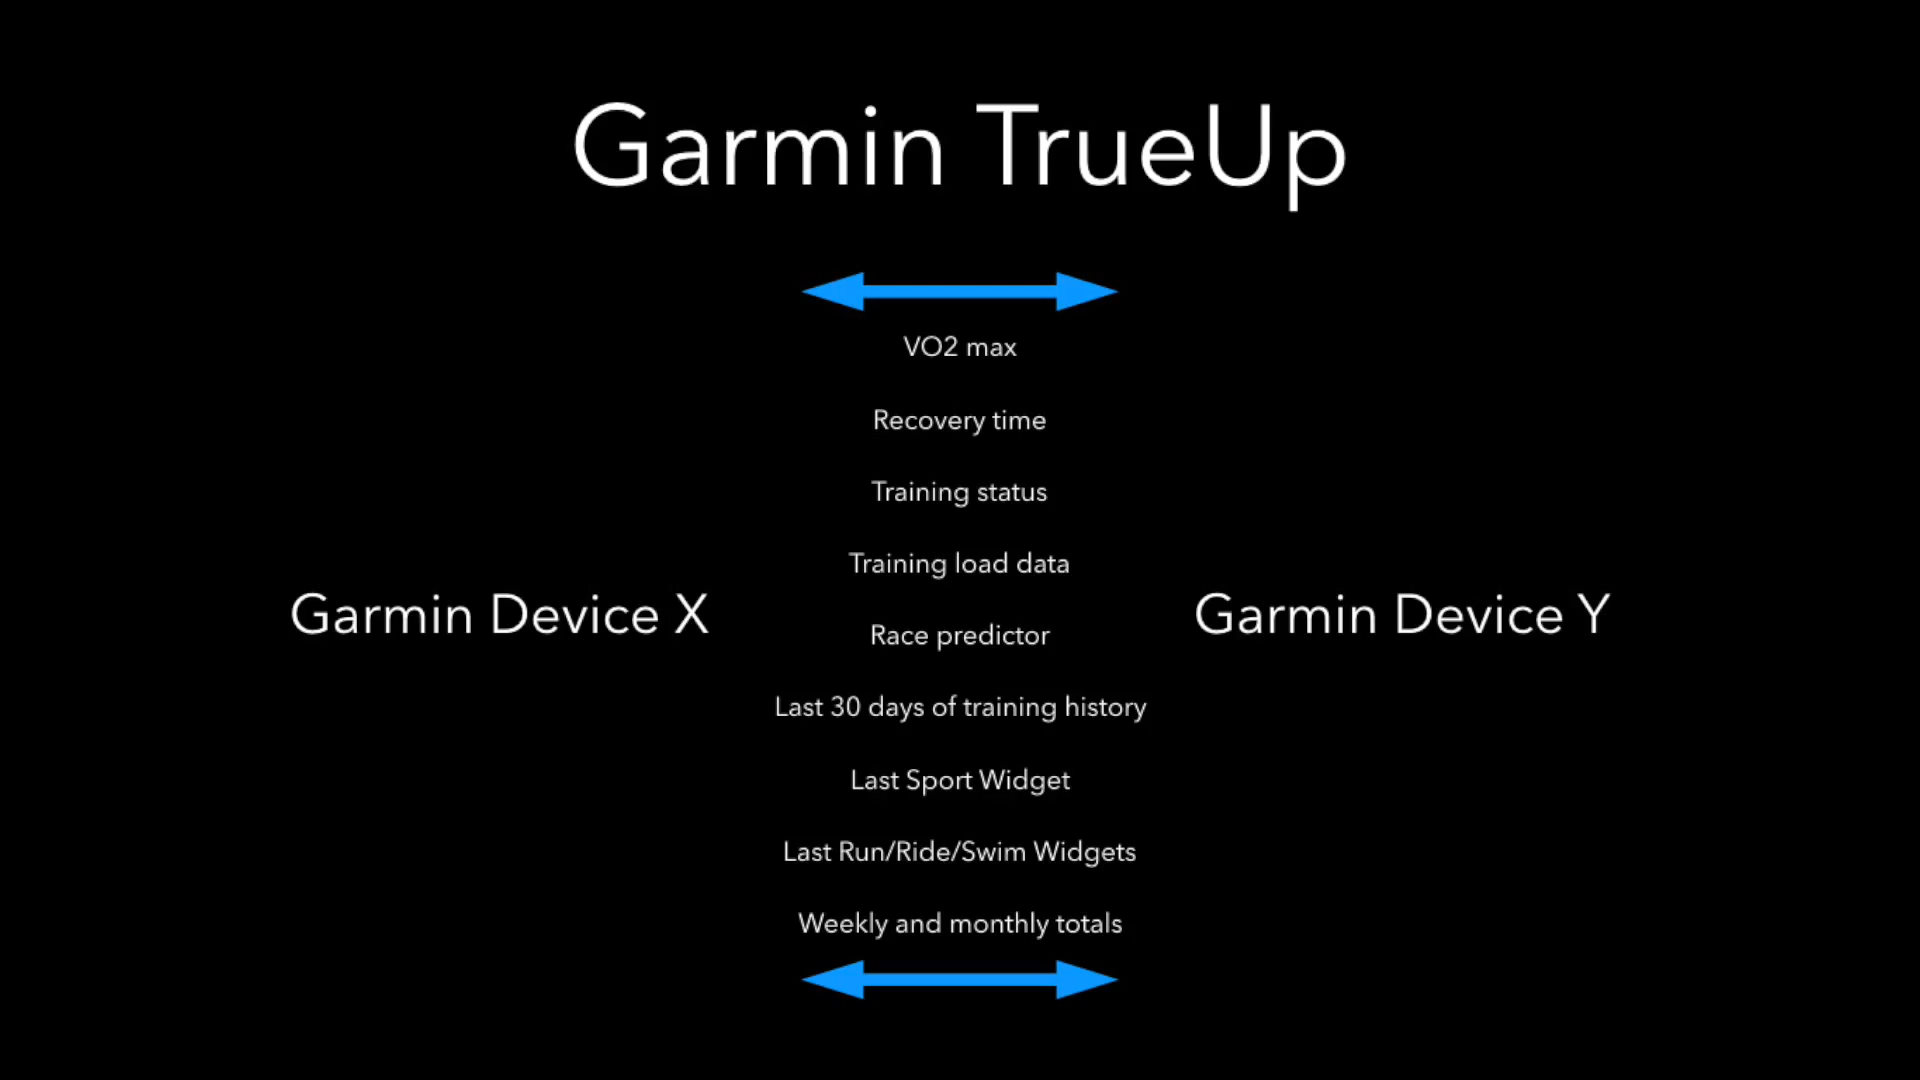 Garmin TrueUp
VO2 max
Recovery time
Training status
Training load data
Garmin Device X
Race predictor
Garmin Device Y
Last 30 days of training history
Last Sport Widget
Last Run/Ride/Swim Widgets
Weekly and monthly totals